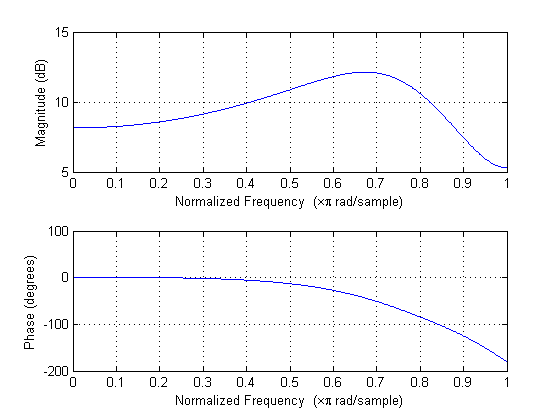 15
10
5
Magnitude (dB)
0 0.1 0.2 0.3 0.4 0.5 0.6 0.7 0.8 0.9 1
Normalized Frequency (×π rad/sample)
100
0
-100
-200
Phase (degrees)
0 0.1 0.2 0.3 0.4 0.5 0.6 0.7 0.8 0.9 1
Normalized Frequency (×π rad/sample)